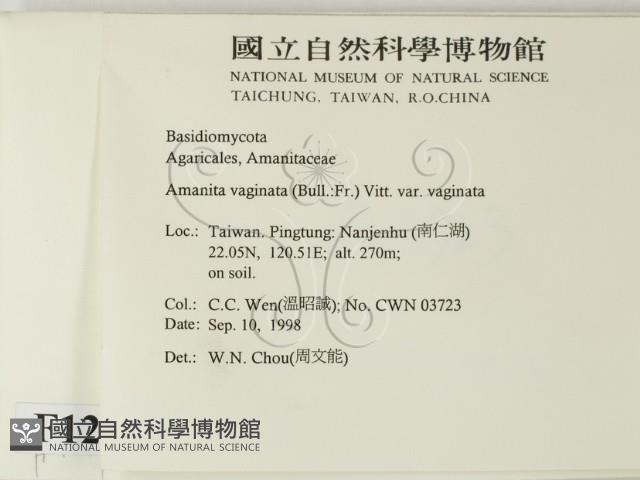 國立自然科學博物館
NATIONAL MUSEUM OF NATURAL SCIENCE
TAICHUNG, TAIWAN, R.O.CHINA
Basidiomycota
Agaricales, Amanitaceae
Amanita vaginata (Bull.:Fr.) Vitt. var. vaginata
Loc.: Taiwan. Pingtung: Nanjenhu (南仁湖)
22.05N, 120.51E; alt. 270m;
on soil.
Col.: C.C. Wen(溫昭誠); No. CWN 03723
Date: Sep. 10, 1998
Det.: W.N. Chou(周文能)
F12
國立自然科學博物館
NATIONAL MUSEUM OF NATURAL SCIENCE